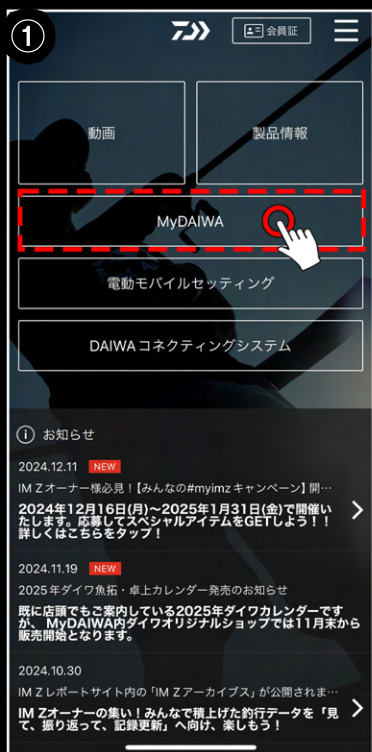 ①
会員証
動画
製品情報
MyDAIWA
電動モバイルセッティング
DAIWAコネクティングシステム
お知らせ
2024.12.11 NEW
IM Zオーナー様必見！【みんなの#myimzキャンペーン】開…
2024年12月16日(月)～2025年1月31日(金)で開催い
たします。応募してスペシャルアイテムをGETしよう！！
詳しくはこちらをタップ！
2024.11.19 NEW
2025年ダイワ魚拓・卓上カレンダー発売のお知らせ
既に店頭でもご案内している2025年ダイワカレンダーです
が、 MyDAIWA内ダイワオリジナルショップでは11月末から
販売開始となります。
2024.10.30
IM Zレポートサイト内の「IM Zアーカイブス」が公開されま…
IM Zオーナーの集い！みんなで積上げた釣行データを「見
て、振り返って、記録更新」へ向け、楽しもう！